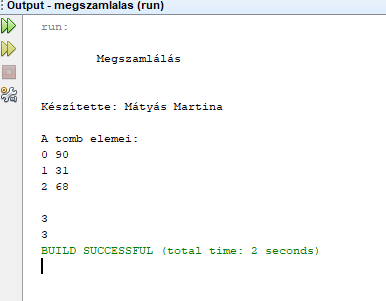 Output - megszamlalas (run)
run:
Megszamlálás
Készítette: Mátyás Martina
A tomb elemei:
0 90
1 31
2 68
3
3
BUILD SUCCESSFUL (total time: 2 seconds)